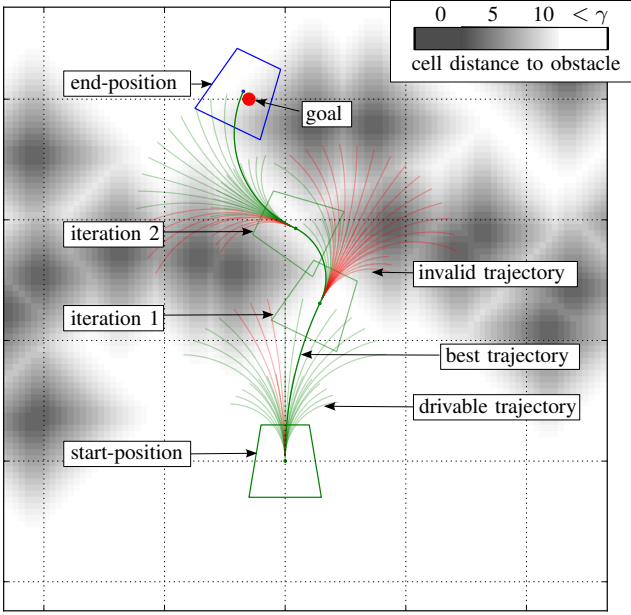 0 5 10 < γ
cell distance to obstacle
end-position
goal
iteration 2
invalid trajectory
iteration 1
best trajectory
drivable trajectory
start-position